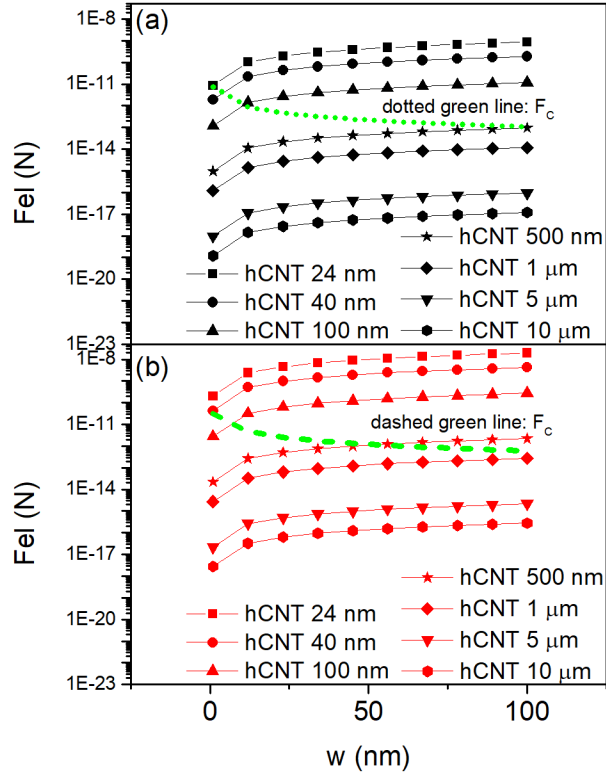 1E-8
(a)
1E-11
dotted green line: F_C
1E-14
1E-17
hCNT 500 nm
hCNT 24 nm
hCNT 1 μm
1E-20
hCNT 40 nm
hCNT 5 μm
hCNT 100 nm
hCNT 10 μm
1E-23
Fel (N)
1E-8
(b)
1E-11
dashed green line: F_C
1E-14
1E-17
hCNT 500 nm
hCNT 24 nm
hCNT 1 μm
1E-20
hCNT 40 nm
hCNT 5 μm
hCNT 100 nm
hCNT 10 μm
1E-23
Fel (N)
0 50 100
w (nm)